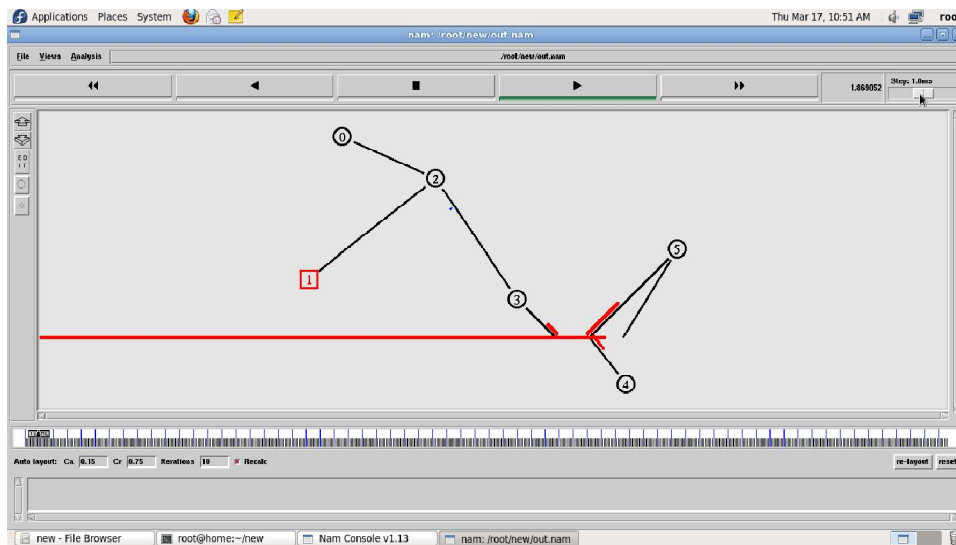 Applications Places System Thu Mar 17, 10:51 AM roo
nam: /root/new/out.nam
File Views Analysis /root/new/out.nam
1.869052 Step: 1.0ms
0
2
5
1
3
4
Auto layout: Ca 0.15 Cr 0.75 Iterations 10 Recalc re-layout reset
new - File Browser root@home:~/new Nam Console v1.13 nam: /root/new/out.nam